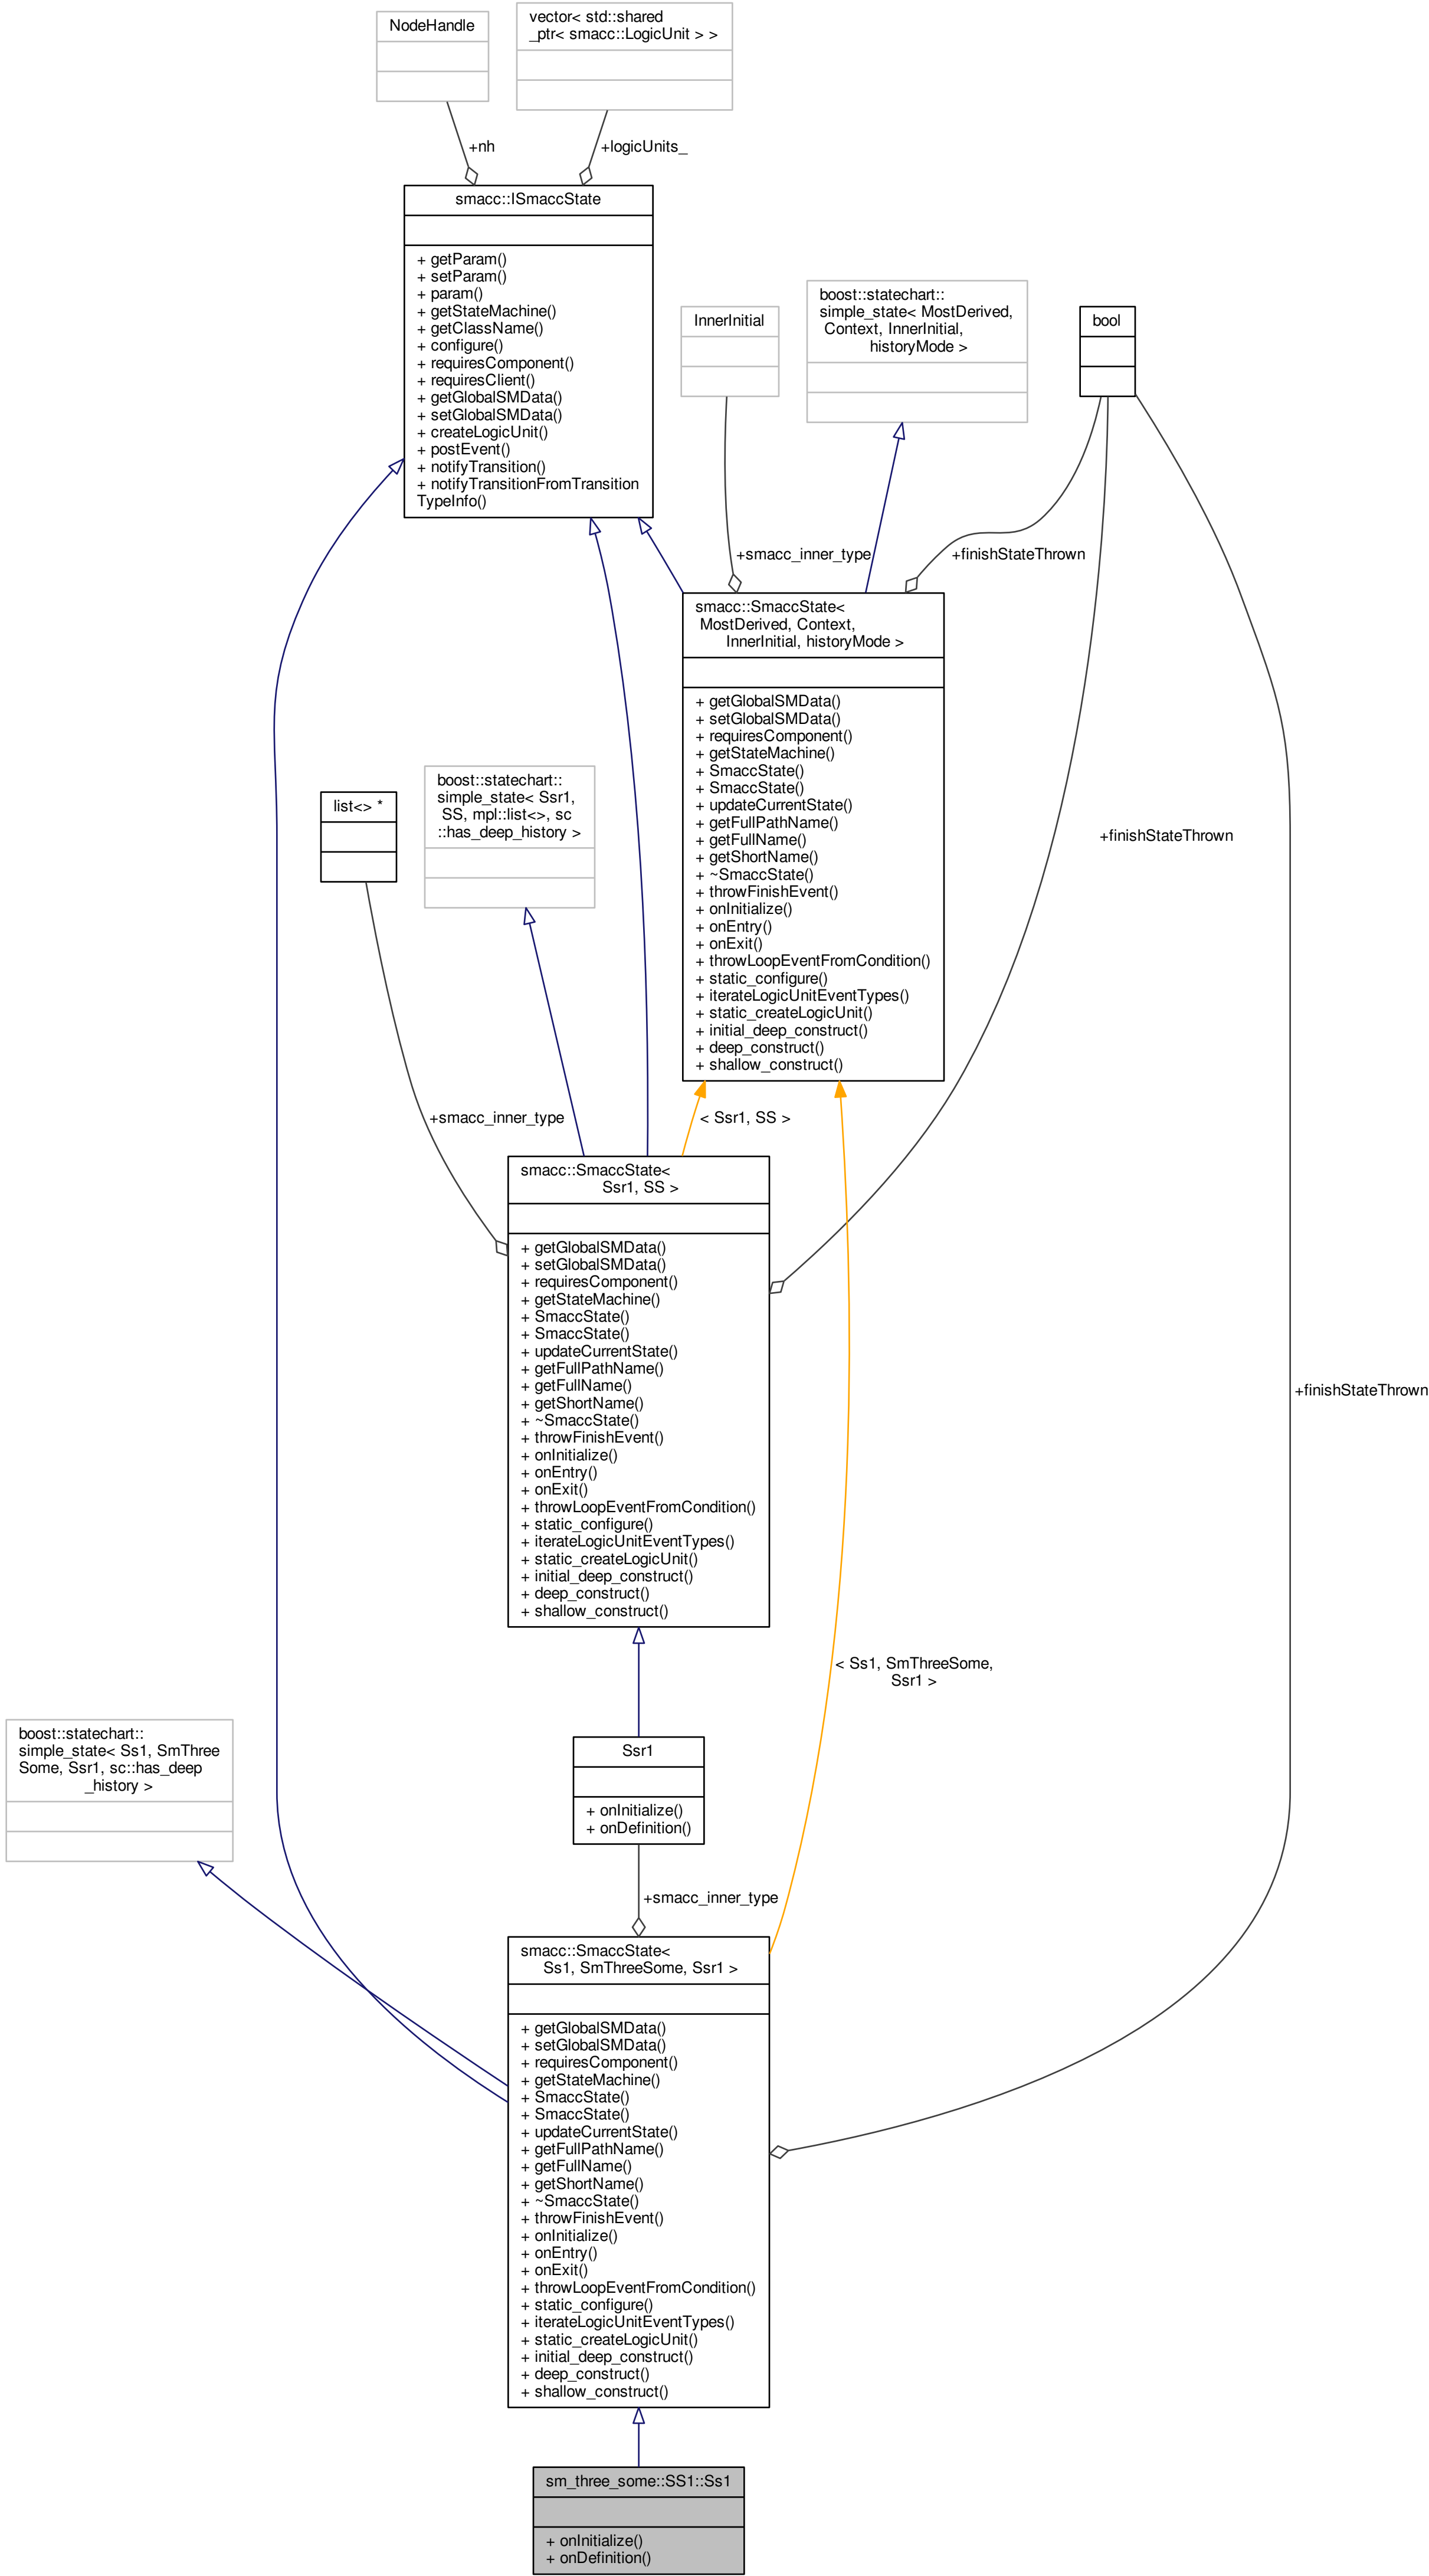 NodeHandle
vector< std::shared
_ptr< smacc::LogicUnit > >
+nh
+logicUnits_
smacc::ISmaccState
+ getParam()
+ setParam()
+ param()
+ getStateMachine()
+ getClassName()
+ configure()
+ requiresComponent()
+ requiresClient()
+ getGlobalSMData()
+ setGlobalSMData()
+ createLogicUnit()
+ postEvent()
+ notifyTransition()
+ notifyTransitionFromTransition
TypeInfo()
InnerInitial
boost::statechart::
simple_state< MostDerived,
Context, InnerInitial,
historyMode >
bool
+smacc_inner_type
+finishStateThrown
smacc::SmaccState<
MostDerived, Context,
InnerInitial, historyMode >
+ getGlobalSMData()
+ setGlobalSMData()
+ requiresComponent()
+ getStateMachine()
+ SmaccState()
+ SmaccState()
+ updateCurrentState()
+ getFullPathName()
+ getFullName()
+ getShortName()
+ ~SmaccState()
+ throwFinishEvent()
+ onInitialize()
+ onEntry()
+ onExit()
+ throwLoopEventFromCondition()
+ static_configure()
+ iterateLogicUnitEventTypes()
+ static_createLogicUnit()
+ initial_deep_construct()
+ deep_construct()
+ shallow_construct()
list<> *
boost::statechart::
simple_state< Ssr1,
SS, mpl::list<>, sc
::has_deep_history >
+finishStateThrown
+smacc_inner_type
< Ssr1, SS >
smacc::SmaccState<
Ssr1, SS >
+ getGlobalSMData()
+ setGlobalSMData()
+ requiresComponent()
+ getStateMachine()
+ SmaccState()
+ SmaccState()
+ updateCurrentState()
+ getFullPathName()
+ getFullName()
+ getShortName()
+ ~SmaccState()
+ throwFinishEvent()
+ onInitialize()
+ onEntry()
+ onExit()
+ throwLoopEventFromCondition()
+ static_configure()
+ iterateLogicUnitEventTypes()
+ static_createLogicUnit()
+ initial_deep_construct()
+ deep_construct()
+ shallow_construct()
+finishStateThrown
< Ss1, SmThreeSome,
Ssr1 >
boost::statechart::
simple_state< Ss1, SmThree
Some, Ssr1, sc::has_deep
_history >
Ssr1
+ onInitialize()
+ onDefinition()
+smacc_inner_type
smacc::SmaccState<
Ss1, SmThreeSome, Ssr1 >
+ getGlobalSMData()
+ setGlobalSMData()
+ requiresComponent()
+ getStateMachine()
+ SmaccState()
+ SmaccState()
+ updateCurrentState()
+ getFullPathName()
+ getFullName()
+ getShortName()
+ ~SmaccState()
+ throwFinishEvent()
+ onInitialize()
+ onEntry()
+ onExit()
+ throwLoopEventFromCondition()
+ static_configure()
+ iterateLogicUnitEventTypes()
+ static_createLogicUnit()
+ initial_deep_construct()
+ deep_construct()
+ shallow_construct()
sm_three_some::SS1::Ss1
+ onInitialize()
+ onDefinition()